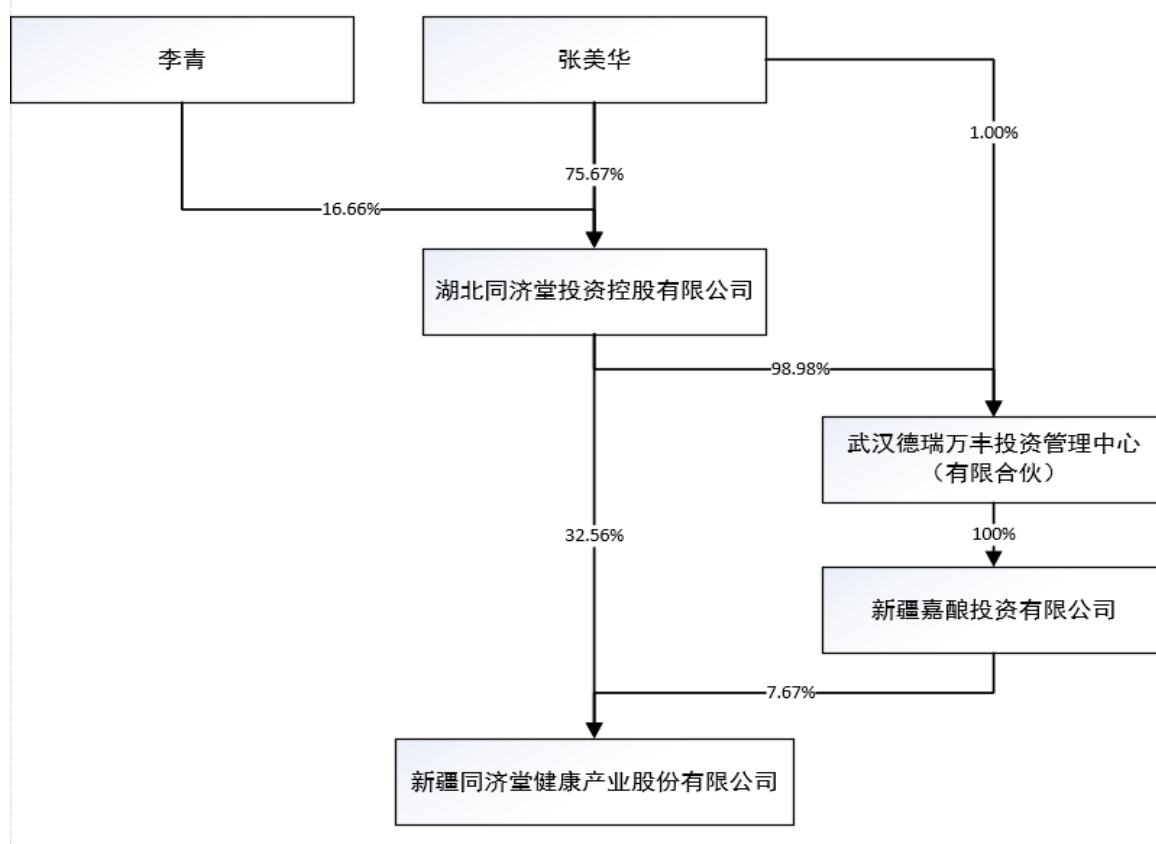 李青
张美华
1.00%
75.67%
16.66%
湖北同济堂投资控股有限公司
98.98%
武汉德瑞万丰投资管理中心
（有限合伙）
32.56%
100%
新疆嘉酿投资有限公司
7.67%
新疆同济堂健康产业股份有限公司